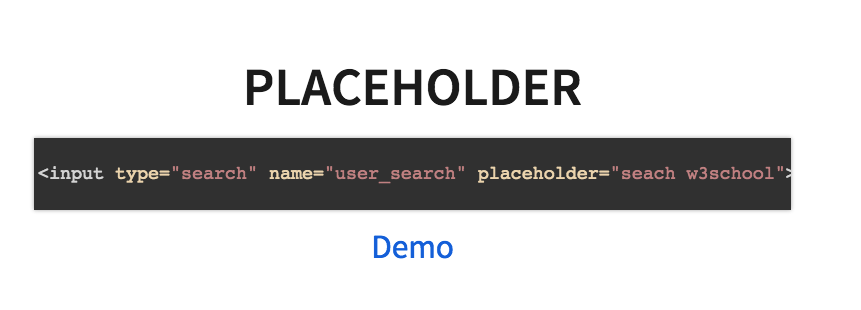 PLACEHOLDER
<input type="search" name="user_search" placeholder="seach w3school">
Demo